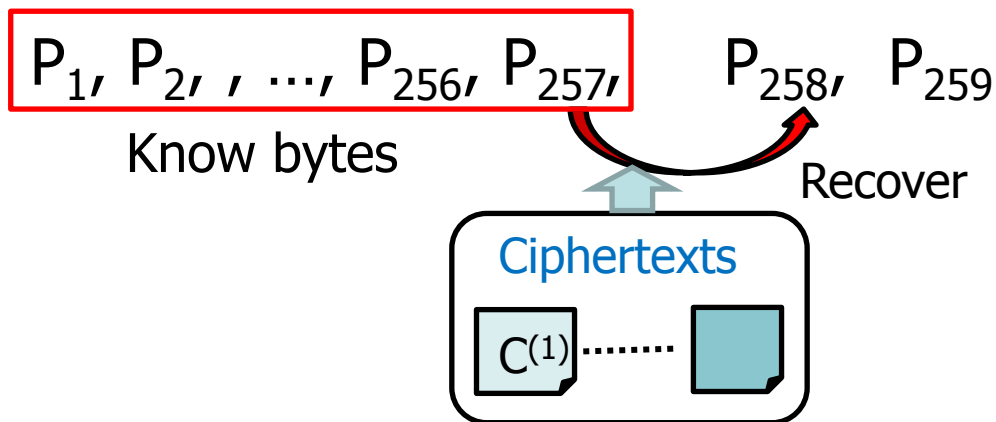 P₁, P₂, , ..., P₂₅₆, P₂₅₇, P₂₅₈, P₂₅₉
Know bytes
Recover
Ciphertexts
C⁽¹⁾ ........